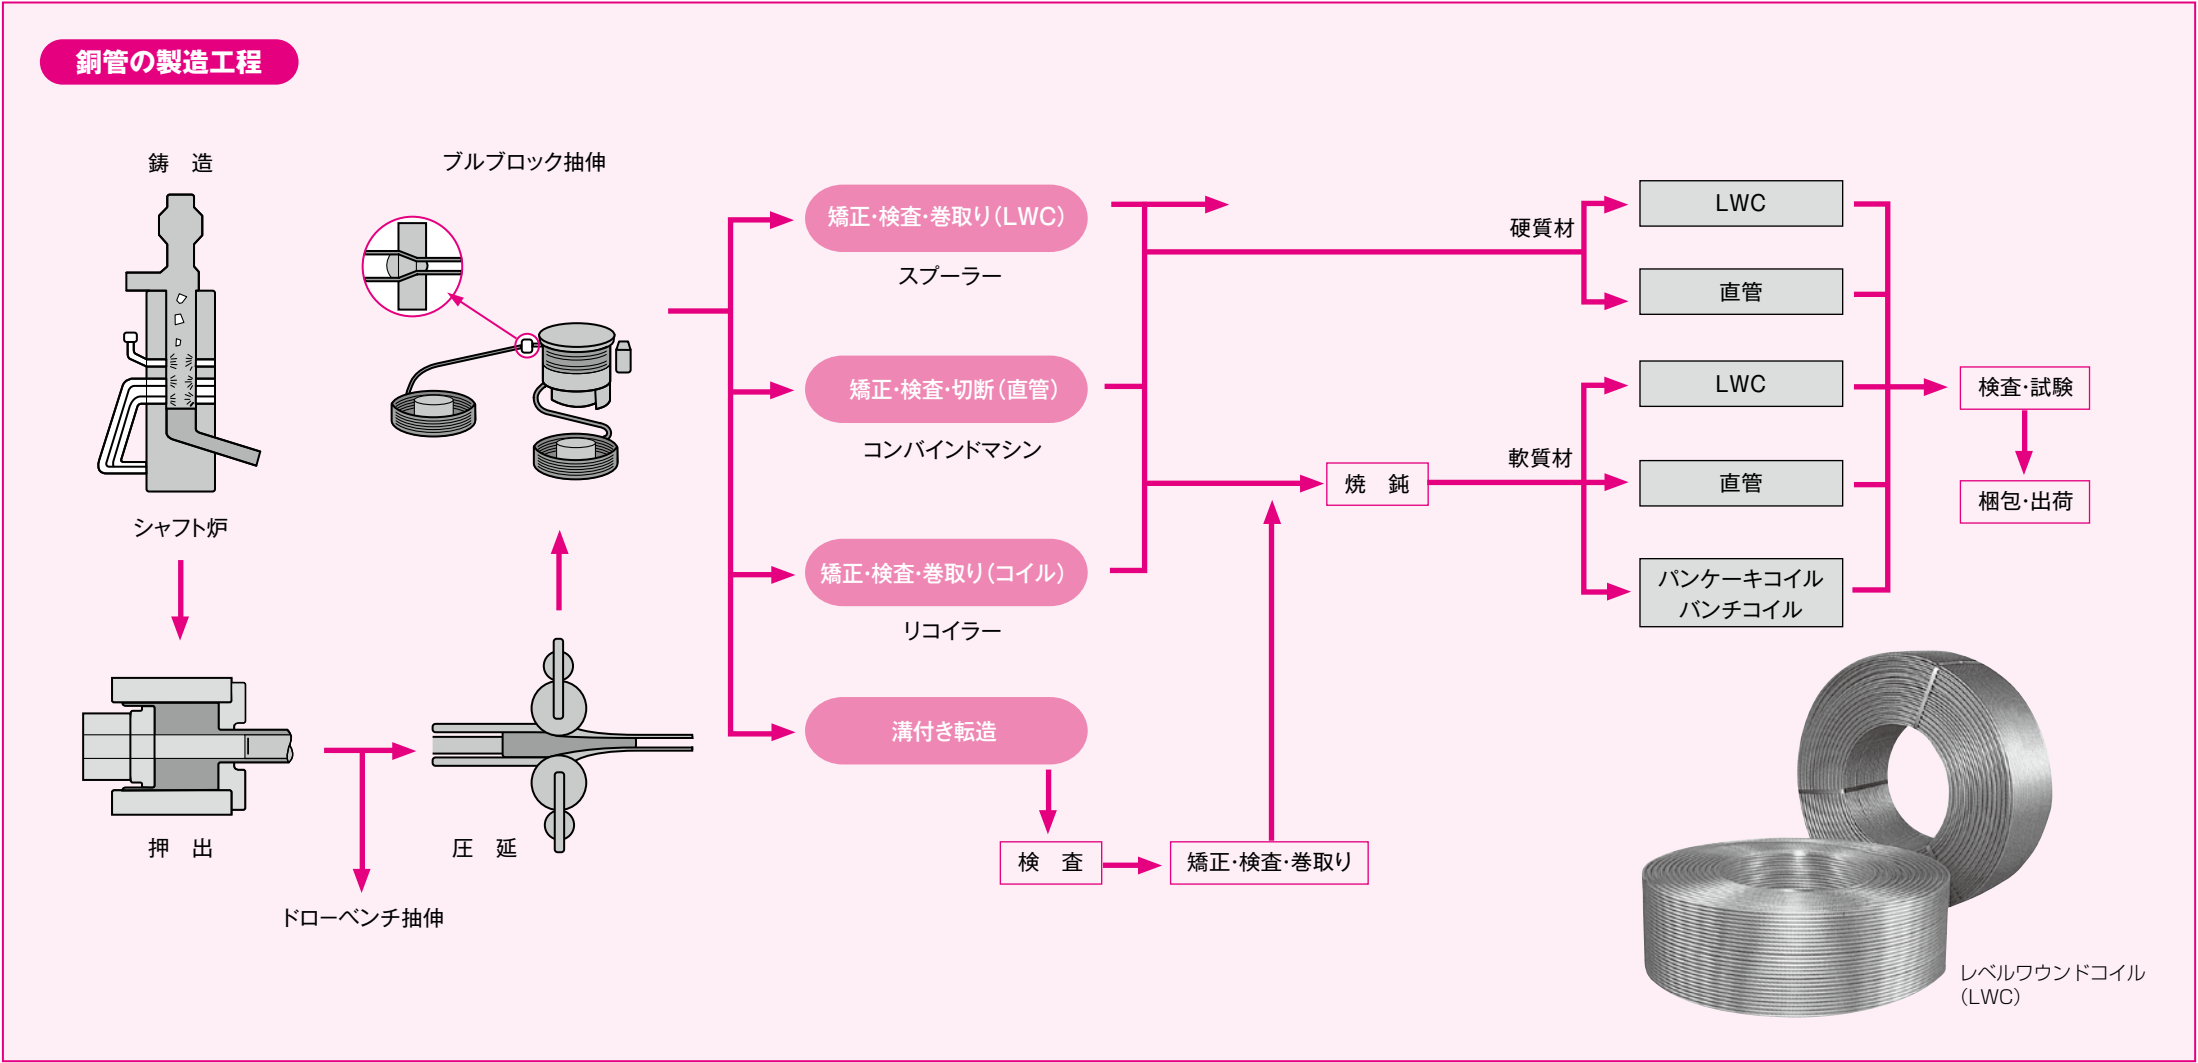 銅管の製造工程
鋳　造
シャフト炉
押　出
ドローベンチ抽伸
圧　延
ブルブロック抽伸
矯正・検査・巻取り(LWC)
スプーラー
矯正・検査・切断(直管)
コンバインドマシン
矯正・検査・巻取り(コイル)
リコイラー
溝付き転造
検　査
矯正・検査・巻取り
焼　鈍
硬質材
LWC
直管
軟質材
LWC
直管
パンケーキコイル
バンチコイル
検査・試験
梱包・出荷
レベルワウンドコイル
(LWC)